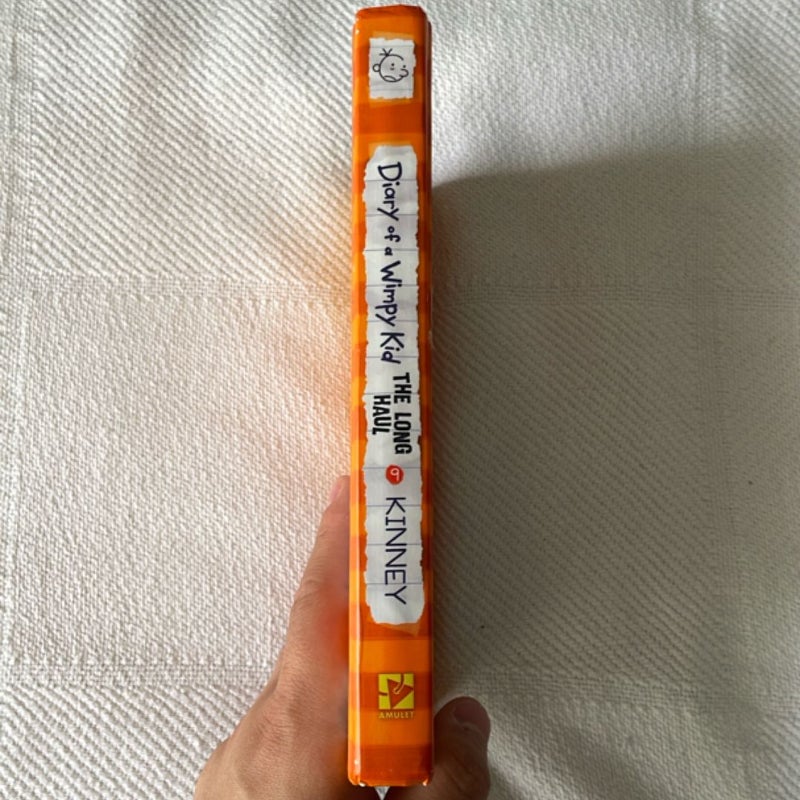 Diary of a Wimpy Kid
THE LONG
HAUL
9
KINNEY
AMULET